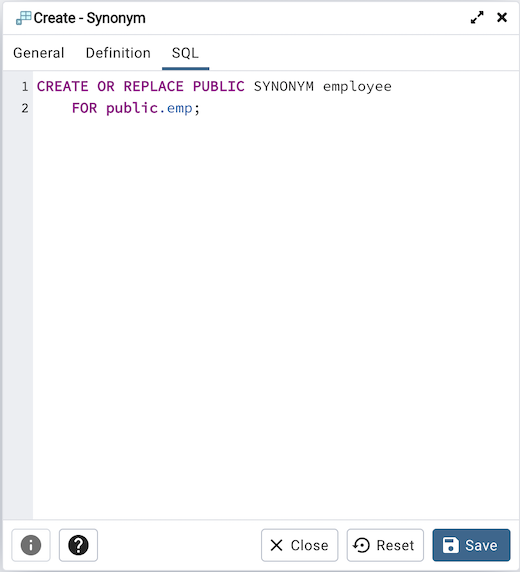 Create - Synonym
General Definition SQL
1 CREATE OR REPLACE PUBLIC SYNONYM employee
2 FOR public.emp;
i ? Close Reset Save